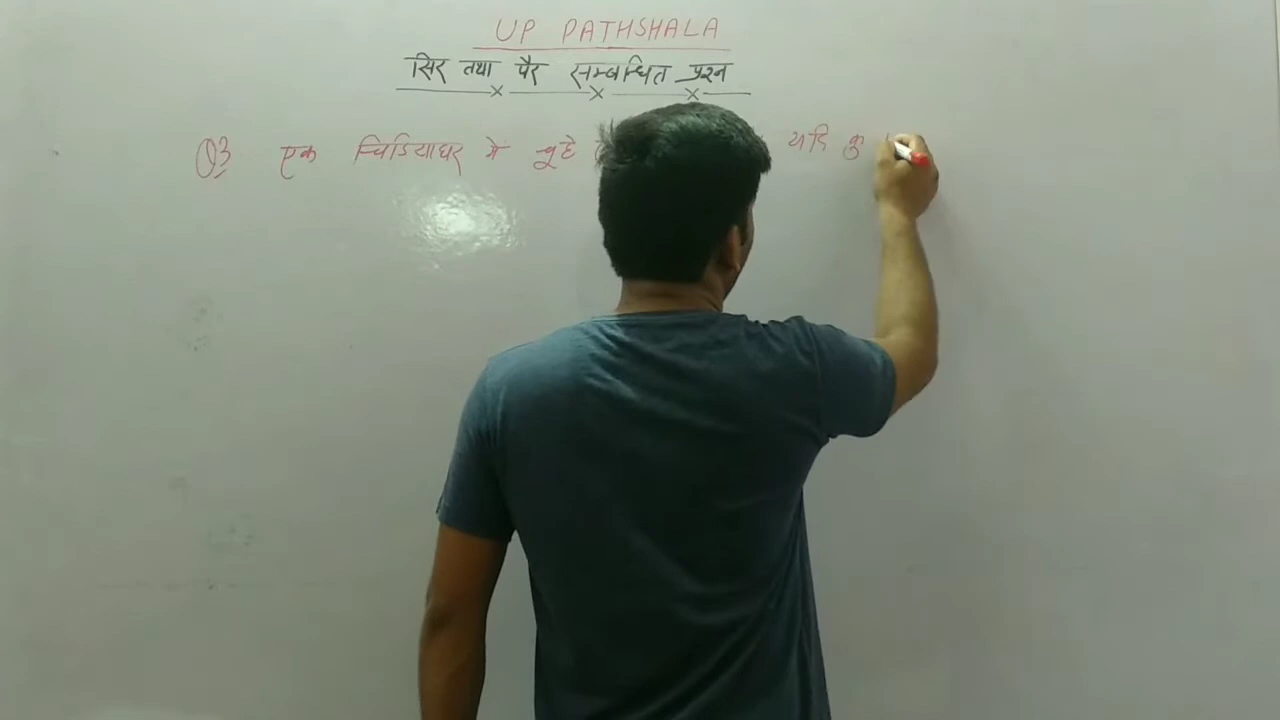 UP PATHSHALA
सिर तथा पैर सम्बन्धित प्रश्न
Q3 एक चिडियाघर में चूहे यदि कु